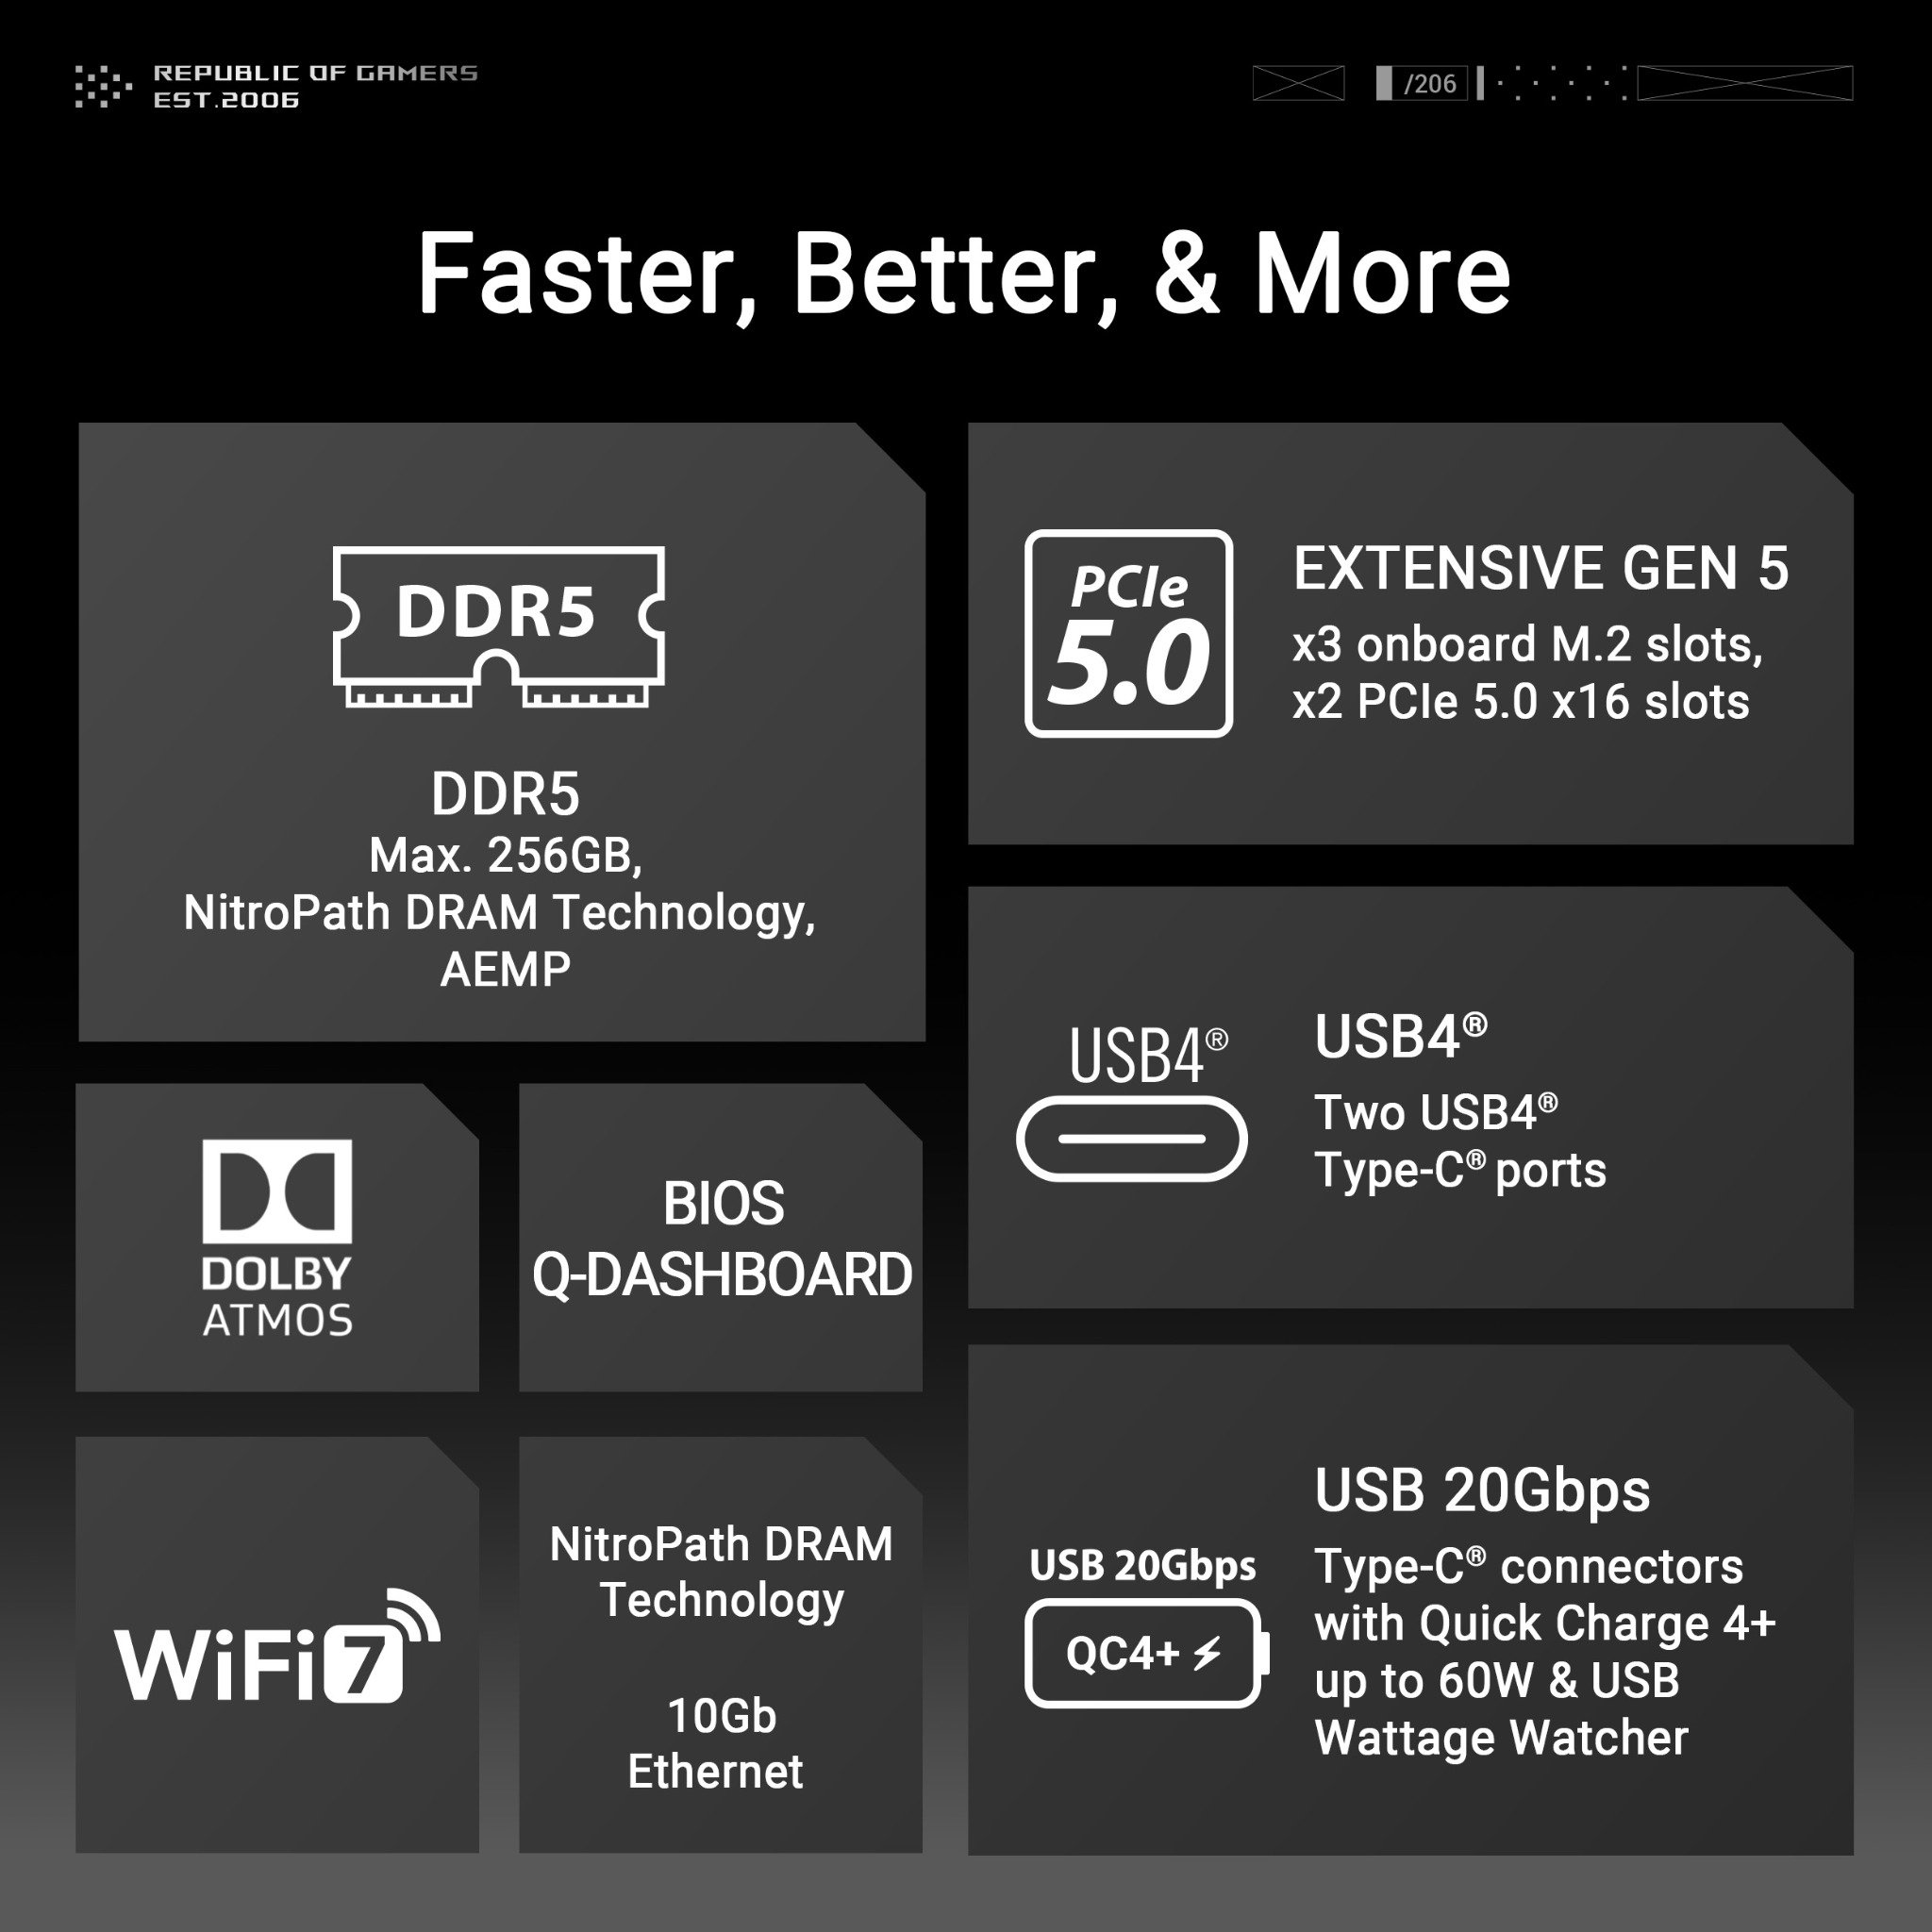 REPUBLIC OF GAMERS
EST.2006
/206
Faster, Better, & More
DDR5
DDR5
Max. 256GB,
NitroPath DRAM Technology,
AEMP
PCIe
5.0
EXTENSIVE GEN 5
x3 onboard M.2 slots,
x2 PCIe 5.0 x16 slots
USB4®
USB4®
Two USB4®
Type-C® ports
DOLBY
ATMOS
BIOS
Q-DASHBOARD
WiFi 7
NitroPath DRAM
Technology
10Gb
Ethernet
USB 20Gbps
QC4+
USB 20Gbps
Type-C® connectors
with Quick Charge 4+
up to 60W & USB
Wattage Watcher